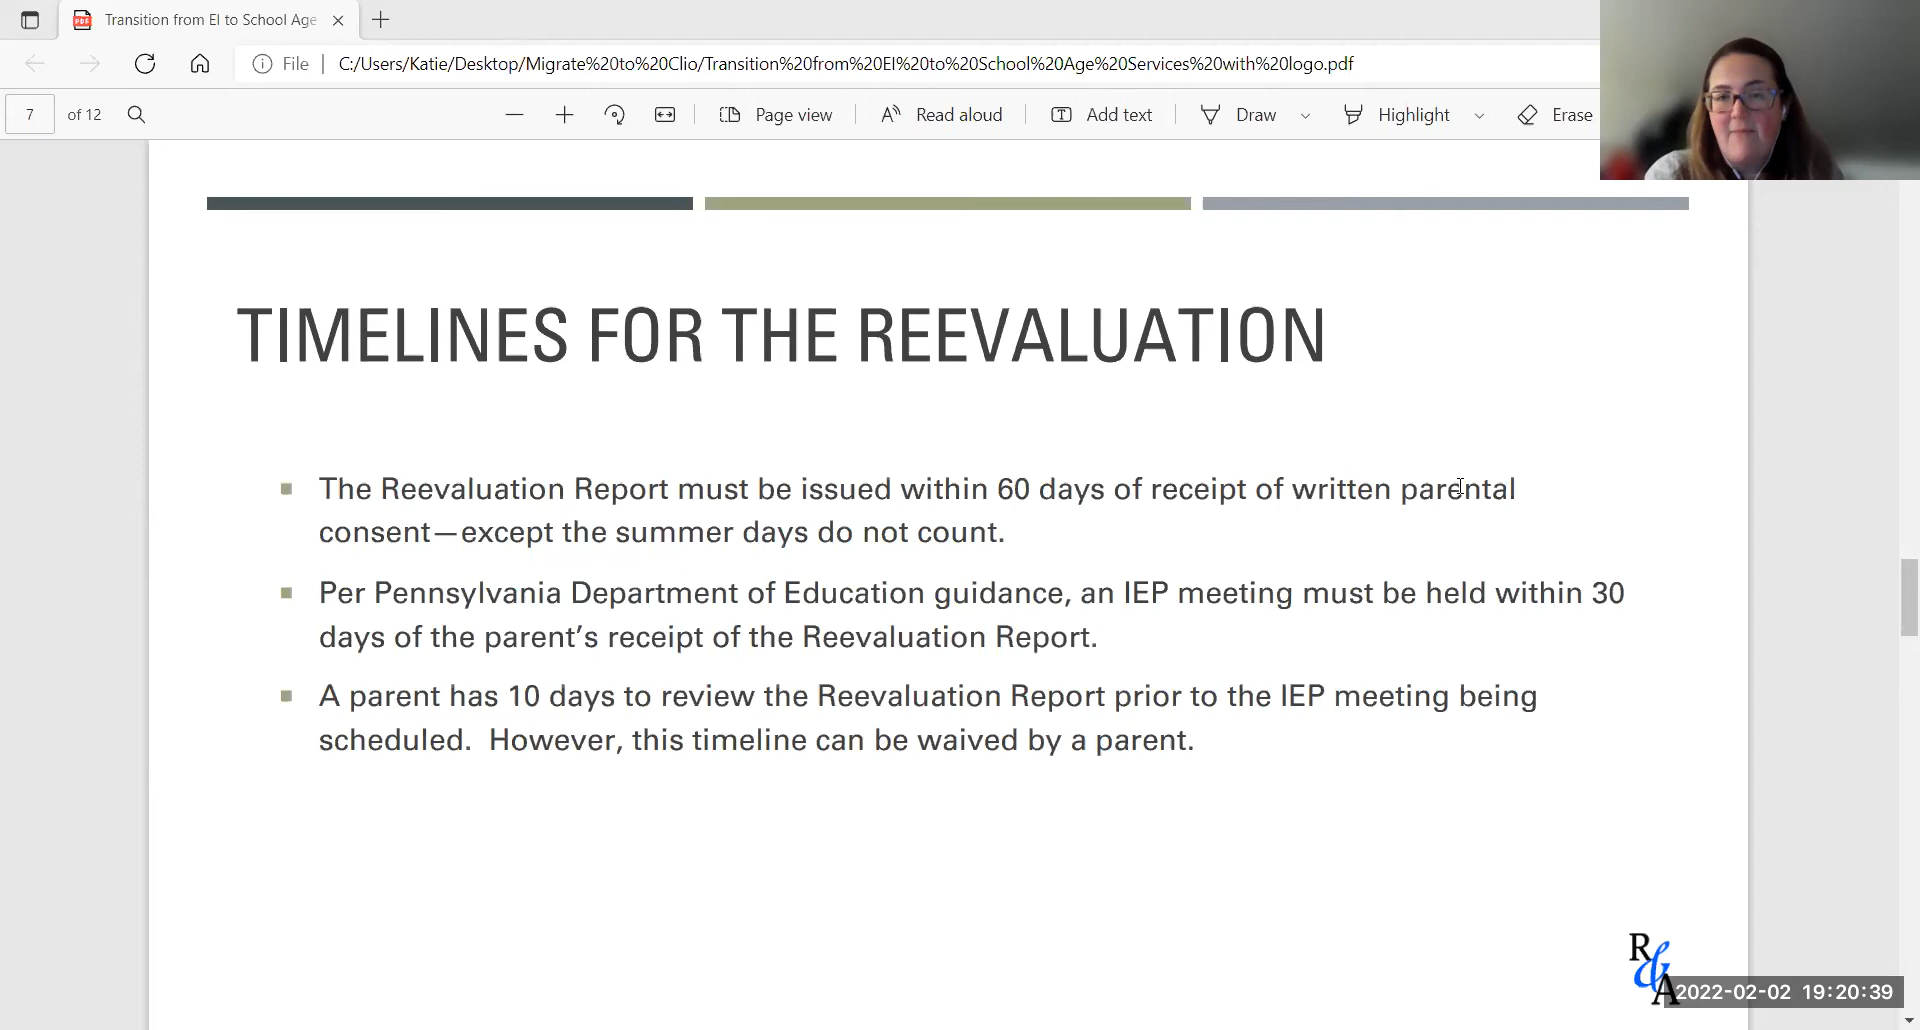 Transition from EI to School Age
File
C:/Users/Katie/Desktop/Migrate%20to%20Clio/Transition%20from%20EI%20to%20School%20Age%20Services%20with%20logo.pdf
7 of 12
Page view
Read aloud
Add text
Draw
Highlight
Erase
TIMELINES FOR THE REEVALUATION
The Reevaluation Report must be issued within 60 days of receipt of written parental
consent—except the summer days do not count.
Per Pennsylvania Department of Education guidance, an IEP meeting must be held within 30
days of the parent’s receipt of the Reevaluation Report.
A parent has 10 days to review the Reevaluation Report prior to the IEP meeting being
scheduled.  However, this timeline can be waived by a parent.
R&A
2022-02-02 19:20:39